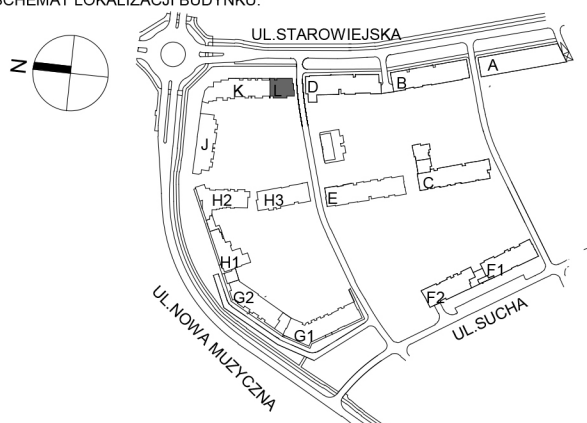 SCHEMAT LOKALIZACJI BUDYNKU:
UL.STAROWIEJSKA
N
A
B
D
K
L
J
C
E
H2
H3
H1
F1
F2
G2
G1
UL.NOWA MUZYCZNA
UL.SUCHA